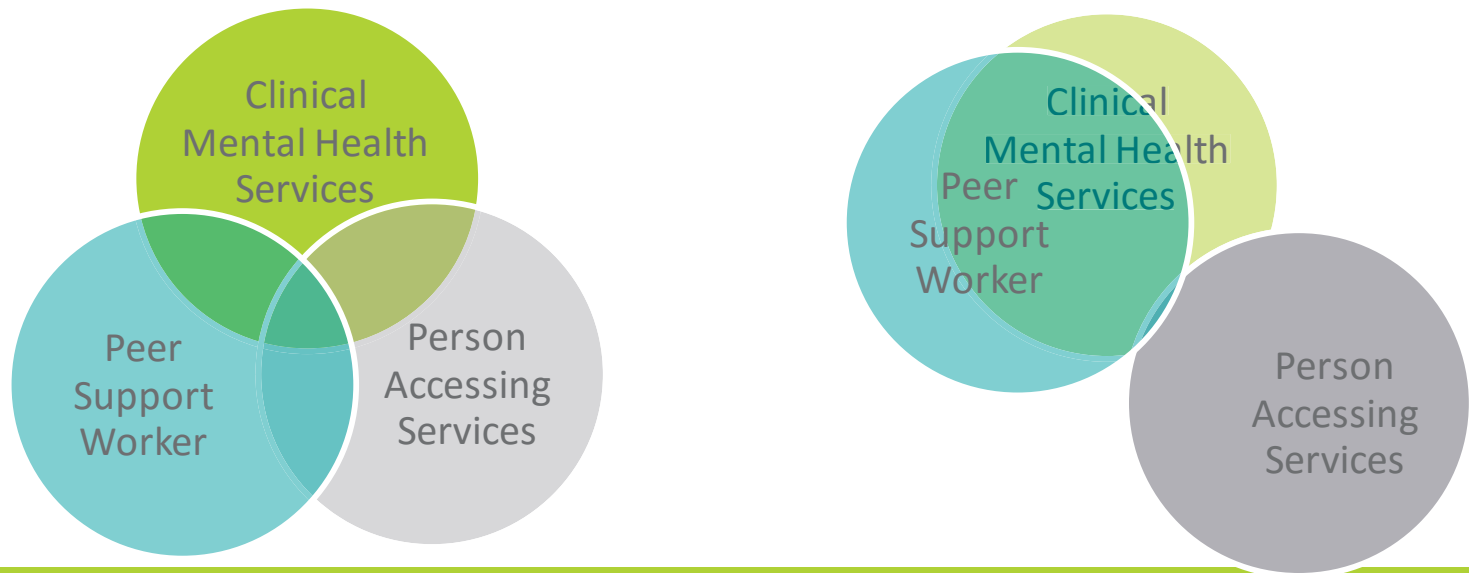 Clinical
Mental Health
Services
Peer
Support
Worker
Person
Accessing
Services
Clinical
Mental Health
Services
Peer
Support
Worker
Person
Accessing
Services